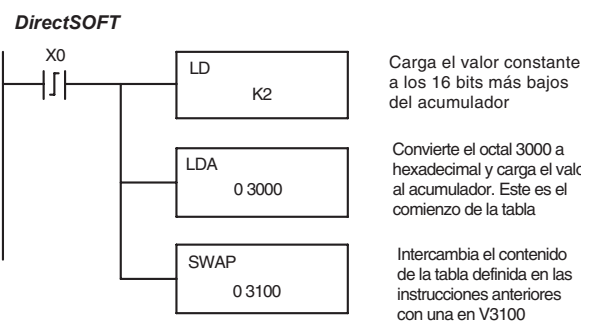 DirectSOFT
X0
LD
K2
Carga el valor constante
a los 16 bits más bajos
del acumulador
LDA
0 3000
Convierte el octal 3000 a
hexadecimal y carga el valo
al acumulador. Este es el
comienzo de la tabla
SWAP
0 3100
Intercambia el contenido
de la tabla definida en las
instrucciones anteriores
con una en V3100